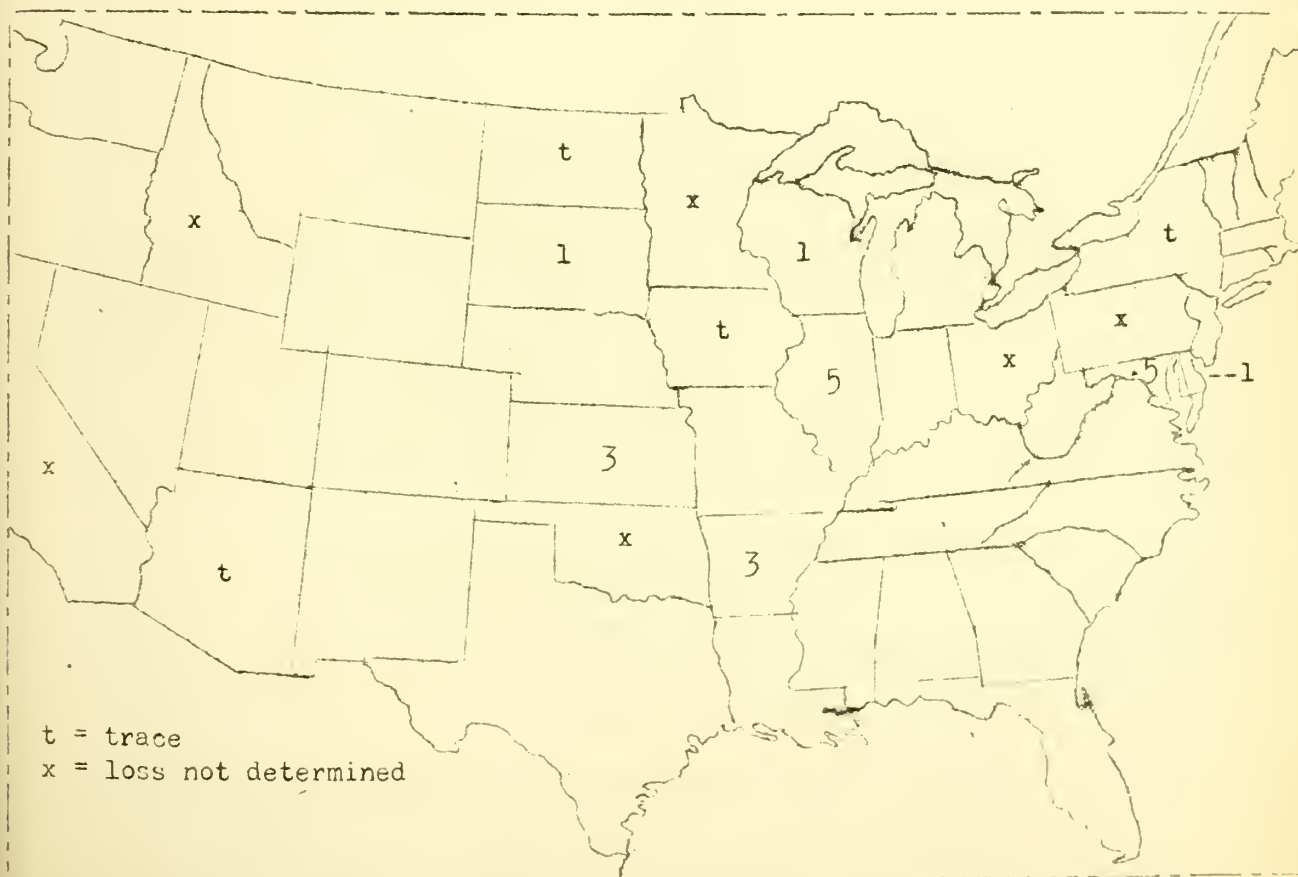 t
x
x
t
1
1
t
x
x
5
x
.5 --1
x
3
x
3
t
t = trace
x = loss not determined